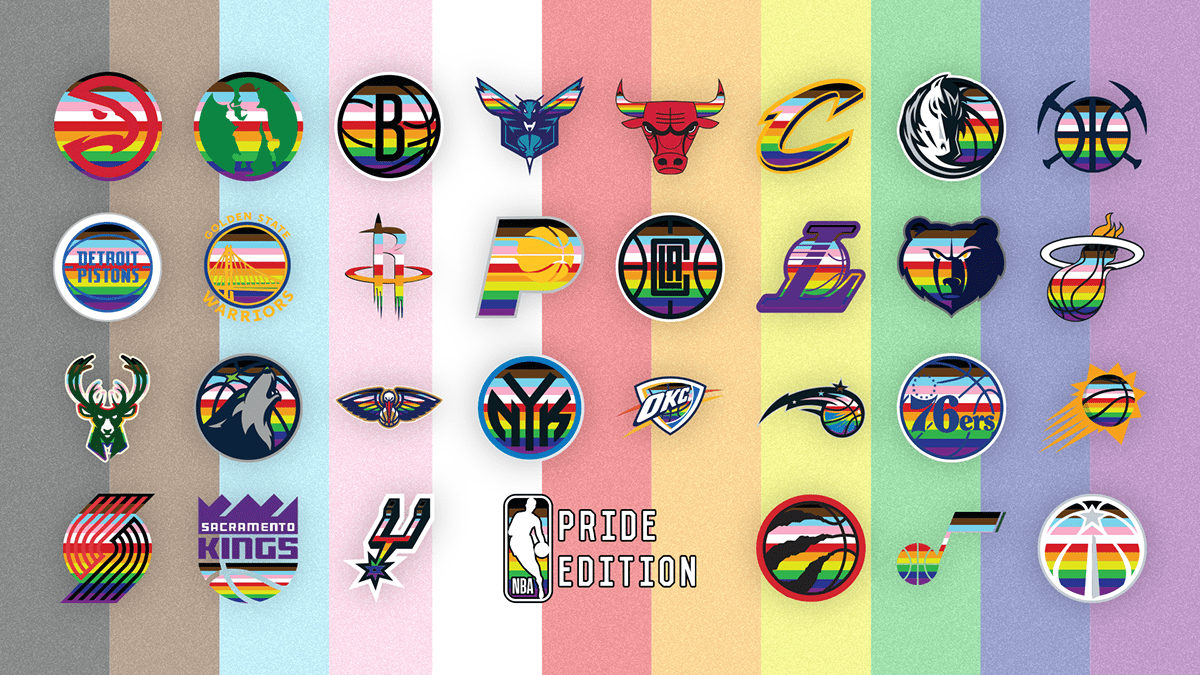 B
C
DETROIT
PISTONS
GOLDEN STATE
WARRIORS
R
P
LAC
L
NYK
OKC
76ers
SACRAMENTO
KINGS
NBA
PRIDE
EDITION